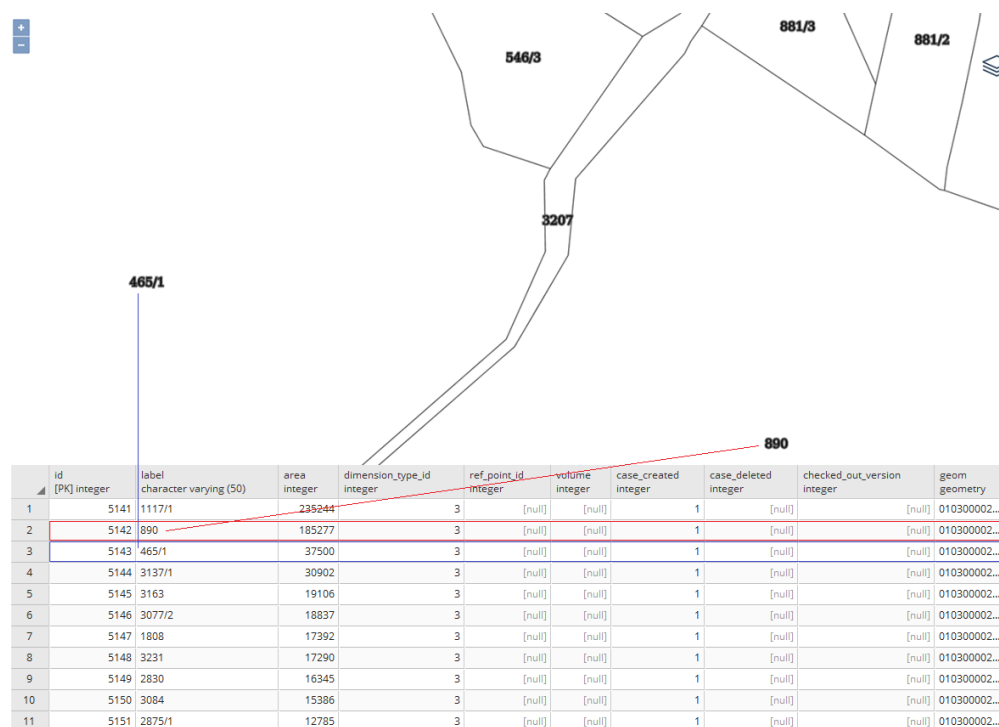 +
881/3
881/2
546/3
−
3207
465/1
890
id label area dimension_type_id ref_point_id volume case_created case_deleted checked_out_version geom
[PK] integer character varying (50) integer integer integer integer integer integer integer geometry
1 5141 1117/1 235244 3 [null] [null] 1 [null] [null] 010300002...
2 5142 890 185277 3 [null] [null] 1 [null] [null] 010300002...
3 5143 465/1 37500 3 [null] [null] 1 [null] [null] 010300002...
4 5144 3137/1 30902 3 [null] [null] 1 [null] [null] 010300002...
5 5145 3163 19106 3 [null] [null] 1 [null] [null] 010300002...
6 5146 3077/2 18837 3 [null] [null] 1 [null] [null] 010300002...
7 5147 1808 17392 3 [null] [null] 1 [null] [null] 010300002...
8 5148 3231 17290 3 [null] [null] 1 [null] [null] 010300002...
9 5149 2830 16345 3 [null] [null] 1 [null] [null] 010300002...
10 5150 3084 15386 3 [null] [null] 1 [null] [null] 010300002...
11 5151 2875/1 12785 3 [null] [null] 1 [null] [null] 010300002...